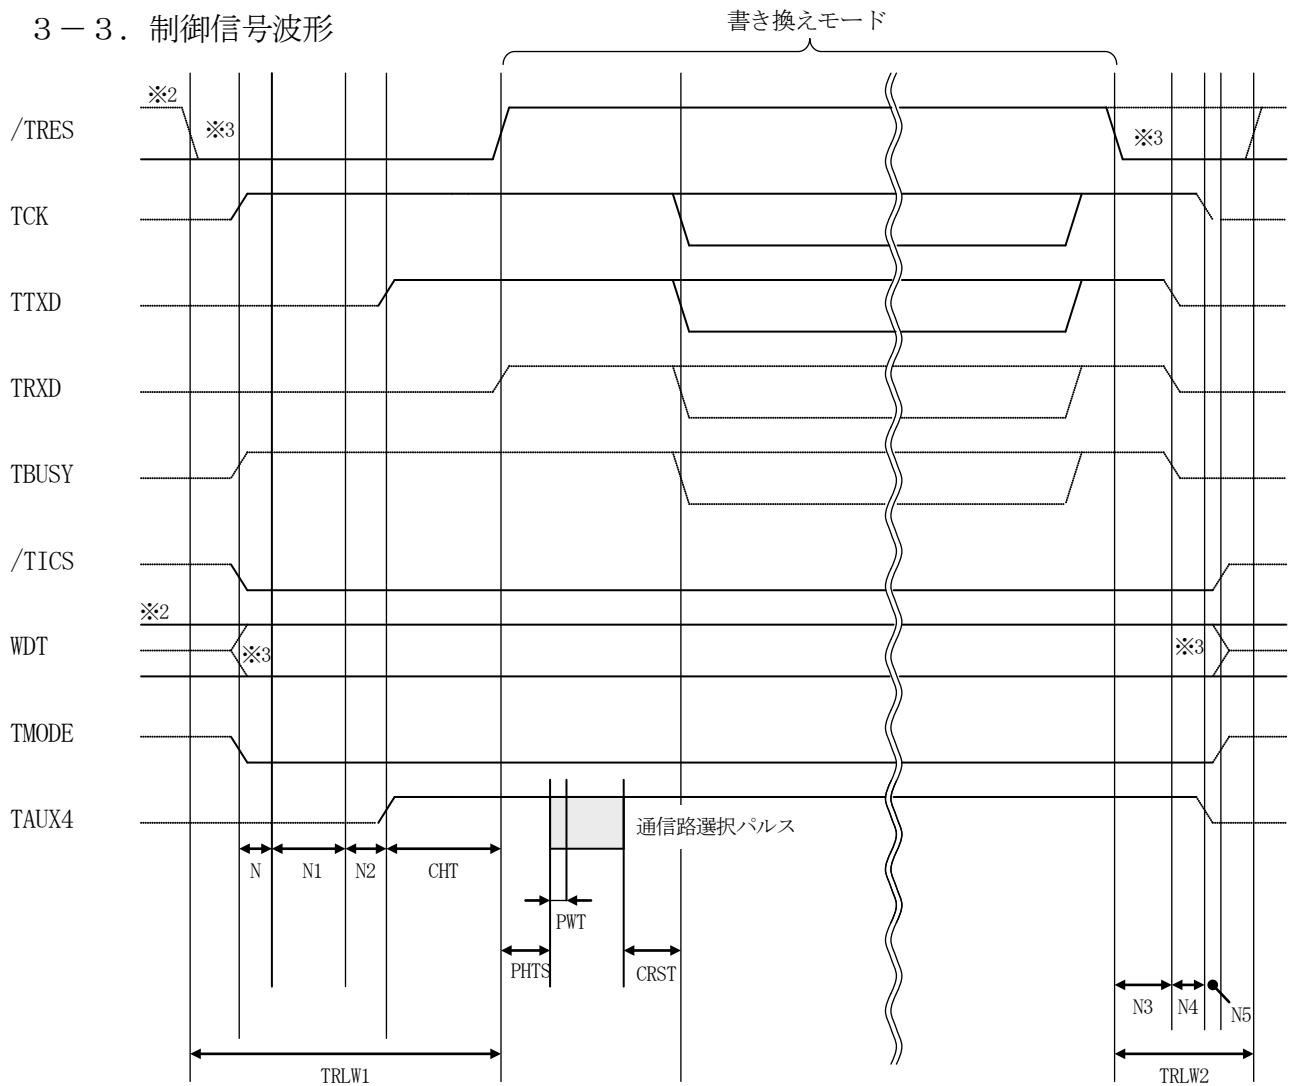 ３－３．制御信号波形
書き換えモード
※2
/TRES
※3
※3
TCK
TTXD
TRXD
TBUSY
/TICS
※2
WDT
※3
※3
TMODE
TAUX4
通信路選択パルス
N
N1
N2
CHT
PWT
PHTS
CRST
N3
N4
N5
TRLW1
TRLW2